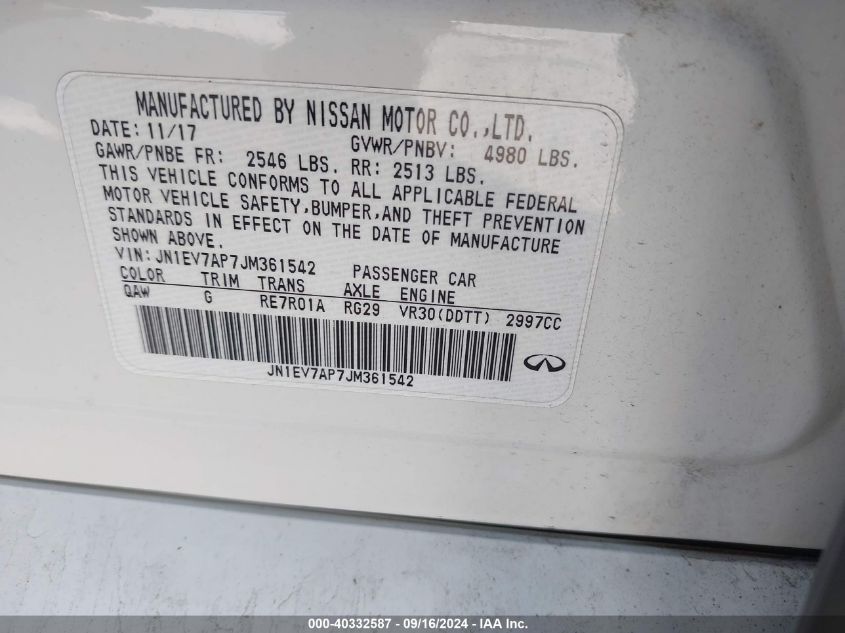 MANUFACTURED BY NISSAN MOTOR CO.,LTD.
DATE: 11/17 GVWR/PNBV: 4980 LBS.
GAWR/PNBE FR: 2546 LBS. RR: 2513 LBS.
THIS VEHICLE CONFORMS TO ALL APPLICABLE FEDERAL
MOTOR VEHICLE SAFETY,BUMPER,AND THEFT PREVENTION
STANDARDS IN EFFECT ON THE DATE OF MANUFACTURE
SHOWN ABOVE.
VIN:JN1EV7AP7JM361542 PASSENGER CAR
COLOR TRIM TRANS AXLE ENGINE
QAW G RE7R01A RG29 VR30(DDTT) 2997CC
JN1EV7AP7JM361542
000-40332587 - 09/16/2024 - IAAI.com